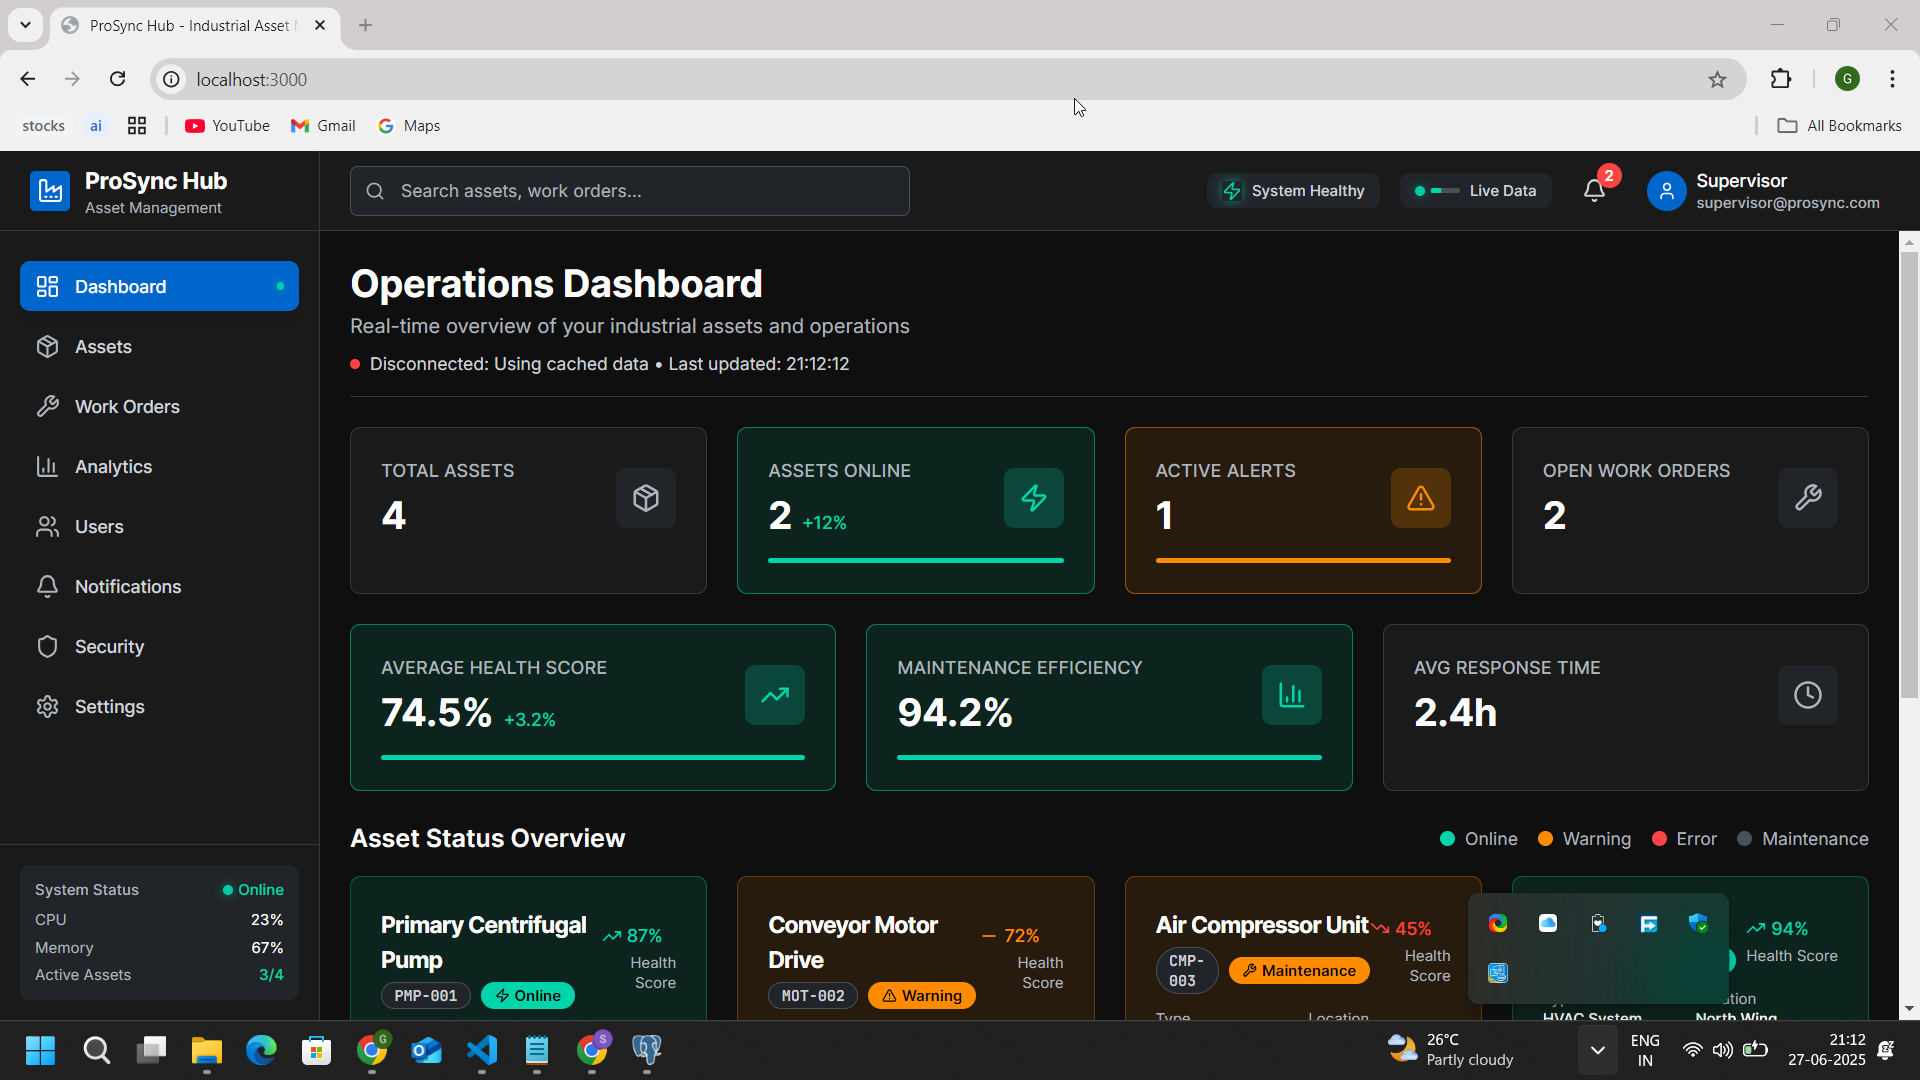 ProSync Hub - Industrial Asset
localhost:3000
stocks
ai
YouTube
Gmail
Maps
All Bookmarks
ProSync Hub
Asset Management
Search assets, work orders...
System Healthy
Live Data
2
Supervisor
supervisor@prosync.com
G
Dashboard
Assets
Work Orders
Analytics
Users
Notifications
Security
Settings
System Status
Online
CPU
23%
Memory
67%
Active Assets
3/4
Operations Dashboard
Real-time overview of your industrial assets and operations
Disconnected: Using cached data • Last updated: 21:12:12
TOTAL ASSETS
4
ASSETS ONLINE
2 +12%
ACTIVE ALERTS
1
OPEN WORK ORDERS
2
AVERAGE HEALTH SCORE
74.5% +3.2%
MAINTENANCE EFFICIENCY
94.2%
AVG RESPONSE TIME
2.4h
Asset Status Overview
Online
Warning
Error
Maintenance
Primary Centrifugal
Pump
87%
Health
Score
PMP-001
Online
Conveyor Motor
Drive
72%
Health
Score
MOT-002
Warning
Air Compressor Unit
45%
Health
Score
CMP-
003
Maintenance
Type
Location
94%
Health Score
HVAC System
North Wing
G
S
26°C
Partly cloudy
ENG
IN
21:12
27-06-2025